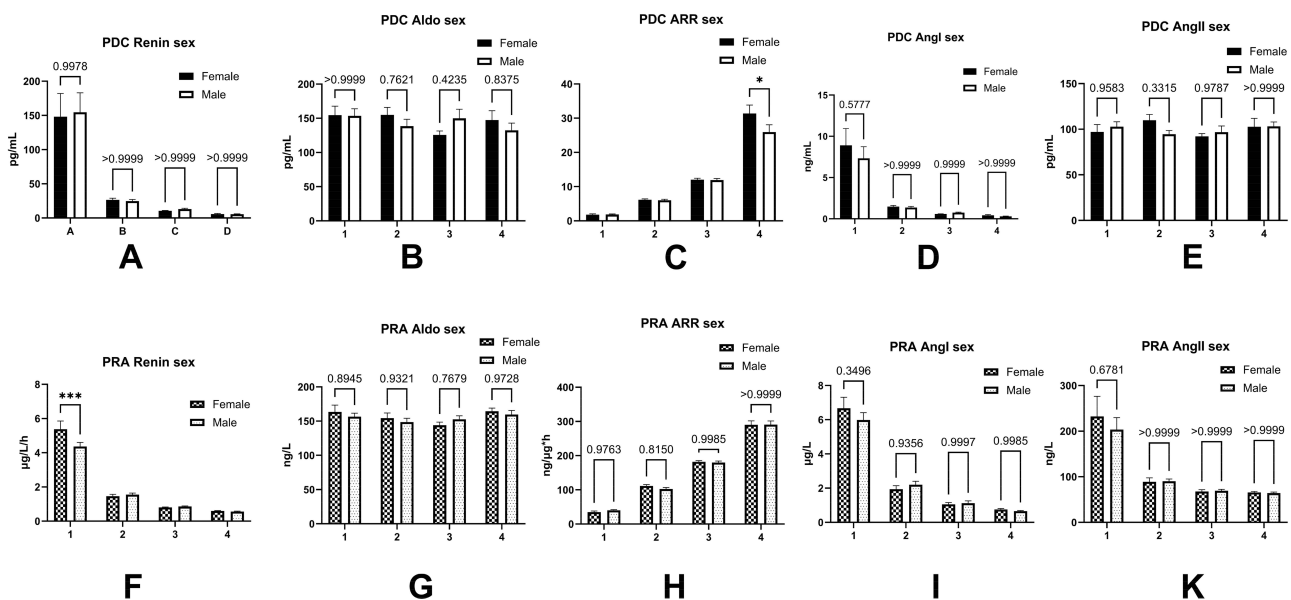 PDC Renin sex
Female
Male
0.9978
>0.9999
>0.9999
>0.9999
pg/mL
200
150
100
50
0
A
B
C
D
A
PDC Aldo sex
Female
Male
>0.9999
0.7621
0.4235
0.8375
pg/mL
200
150
100
50
0
1
2
3
4
B
PDC ARR sex
Female
Male
*
40
30
20
10
0
1
2
3
4
C
PDC AngI sex
Female
Male
0.5777
>0.9999
0.9999
>0.9999
ng/mL
15
10
5
0
1
2
3
4
D
PDC AngII sex
Female
Male
0.9583
0.3315
0.9787
>0.9999
pg/mL
150
100
50
0
1
2
3
4
E
PRA Renin sex
Female
Male
***
µg/L/h
8
6
4
2
0
1
2
3
4
F
PRA Aldo sex
Female
Male
0.8945
0.9321
0.7679
0.9728
ng/L
200
150
100
50
0
1
2
3
4
G
PRA ARR sex
Female
Male
0.9763
0.8150
0.9985
>0.9999
ng/µg*h
400
300
200
100
0
1
2
3
4
H
PRA AngI sex
Female
Male
0.3496
0.9356
0.9997
0.9985
µg/L
8
6
4
2
0
1
2
3
4
I
PRA AngII sex
Female
Male
0.6781
>0.9999
>0.9999
>0.9999
ng/L
300
200
100
0
1
2
3
4
K